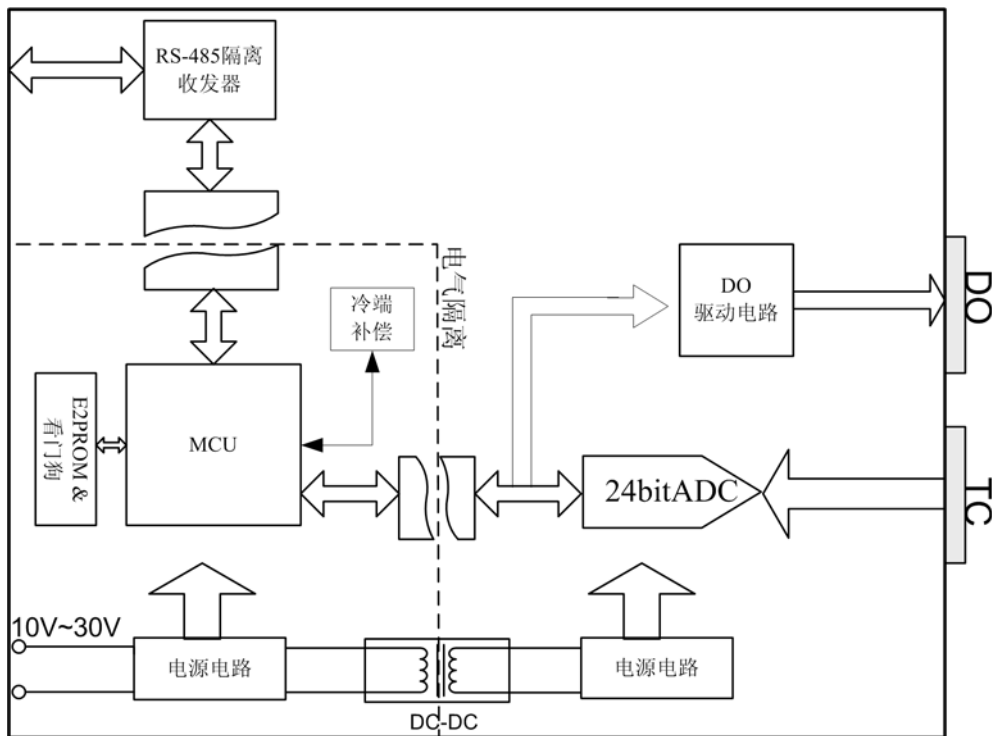 RS-485隔离
收发器
电气隔离
冷端
补偿
DO
驱动电路
DO
E2PROM &
看门狗
MCU
24bitADC
TC
10V~30V
电源电路
电源电路
DC-DC